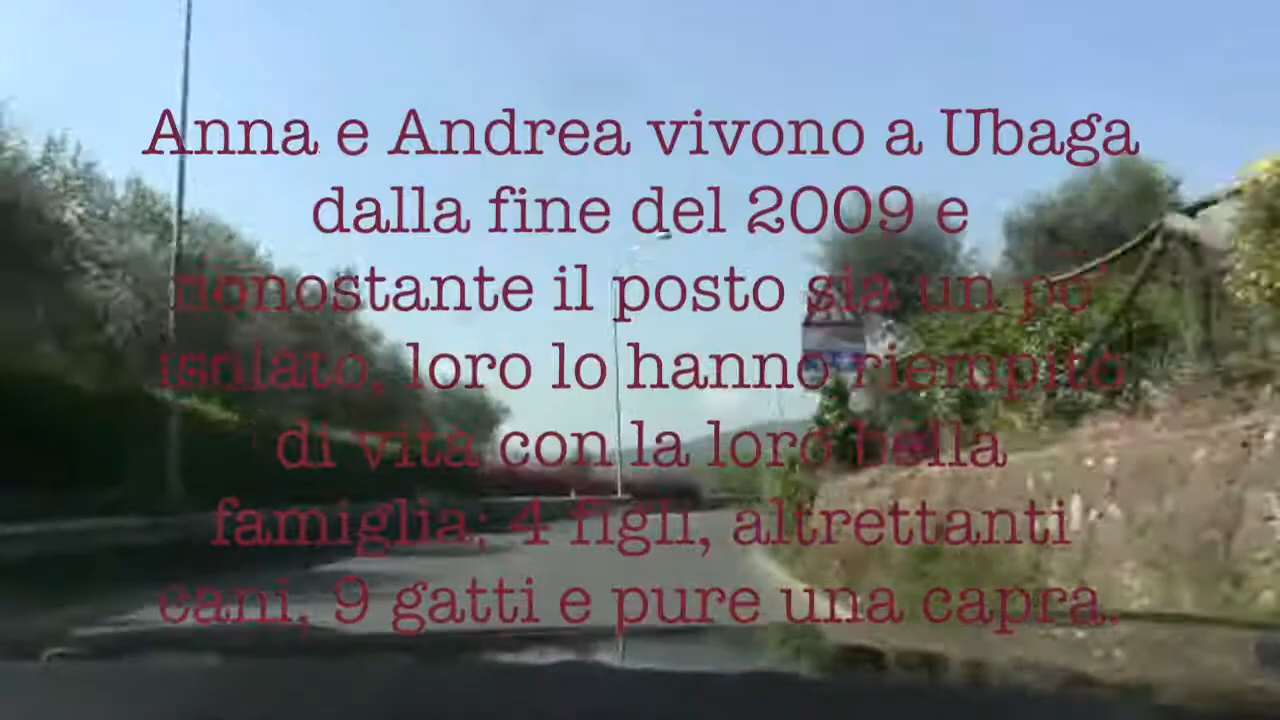 Anna e Andrea vivono a Ubaga
dalla fine del 2009 e
nonostante il posto sia un pò
isolato, loro lo hanno riempito
di vita con la loro bella
famiglia; 4 figli, altrettanti
cani, 9 gatti e pure una capra.